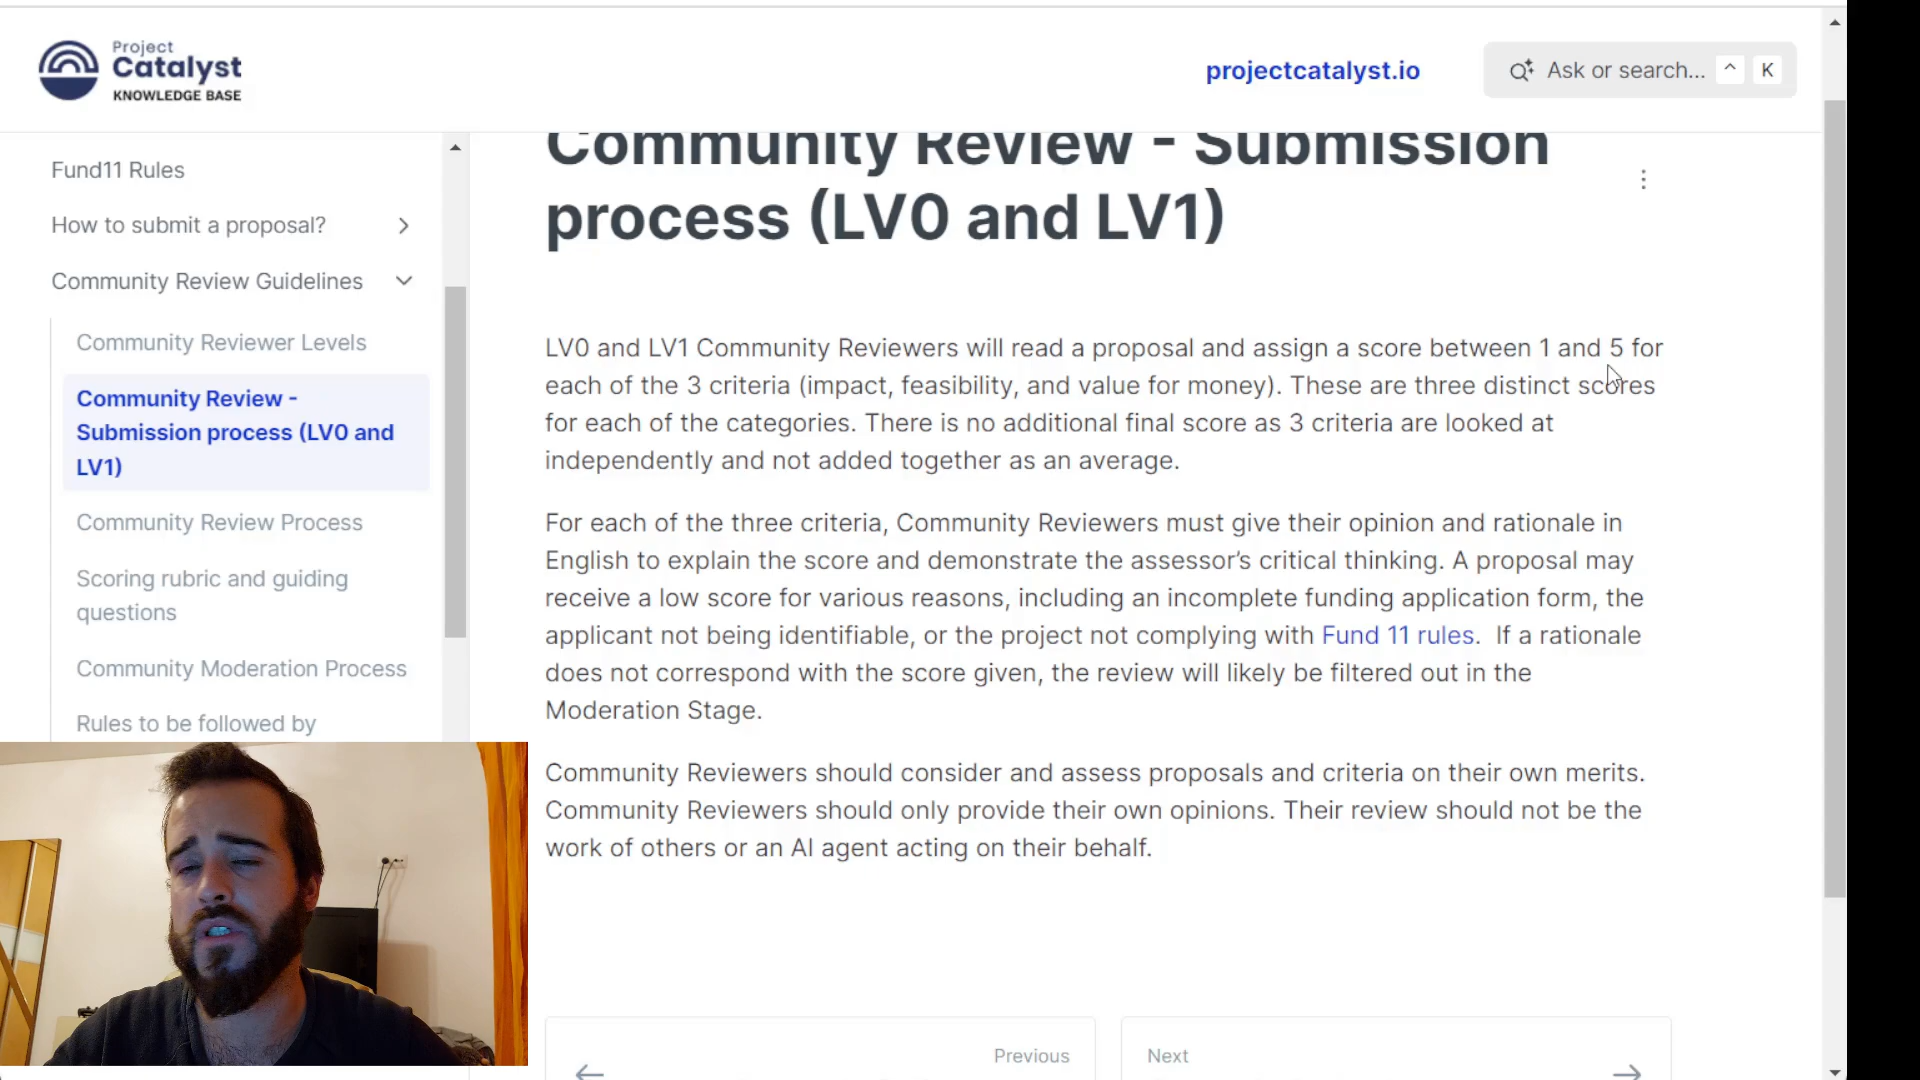 Project
Catalyst
KNOWLEDGE BASE
projectcatalyst.io
Ask or search...
^
K
Fund11 Rules
How to submit a proposal?
Community Review Guidelines
Community Reviewer Levels
Community Review -
Submission process (LV0 and
LV1)
Community Review Process
Scoring rubric and guiding
questions
Community Moderation Process
Rules to be followed by
Community Review - Submission
process (LV0 and LV1)
LV0 and LV1 Community Reviewers will read a proposal and assign a score between 1 and 5 for
each of the 3 criteria (impact, feasibility, and value for money). These are three distinct scores
for each of the categories. There is no additional final score as 3 criteria are looked at
independently and not added together as an average.
For each of the three criteria, Community Reviewers must give their opinion and rationale in
English to explain the score and demonstrate the assessor’s critical thinking. A proposal may
receive a low score for various reasons, including an incomplete funding application form, the
applicant not being identifiable, or the project not complying with Fund 11 rules. If a rationale
does not correspond with the score given, the review will likely be filtered out in the
Moderation Stage.
Community Reviewers should consider and assess proposals and criteria on their own merits.
Community Reviewers should only provide their own opinions. Their review should not be the
work of others or an AI agent acting on their behalf.
Previous
Next